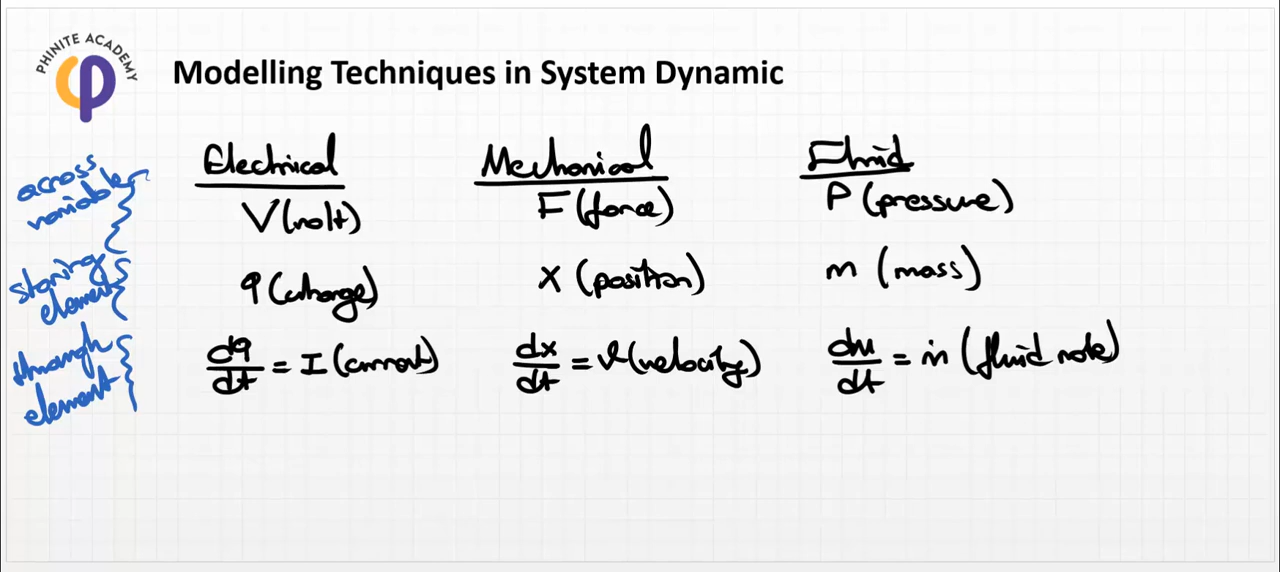 PHINITE ACADEMY
Modelling Techniques in System Dynamic
across variables
storing element
through element
Electrical
V (volt)
q (charge)
dq/dt = I (current)
Mechanical
F (force)
x (position)
dx/dt = v (velocity)
Fluid
P (pressure)
m (mass)
dm/dt = ṁ (fluid rate)